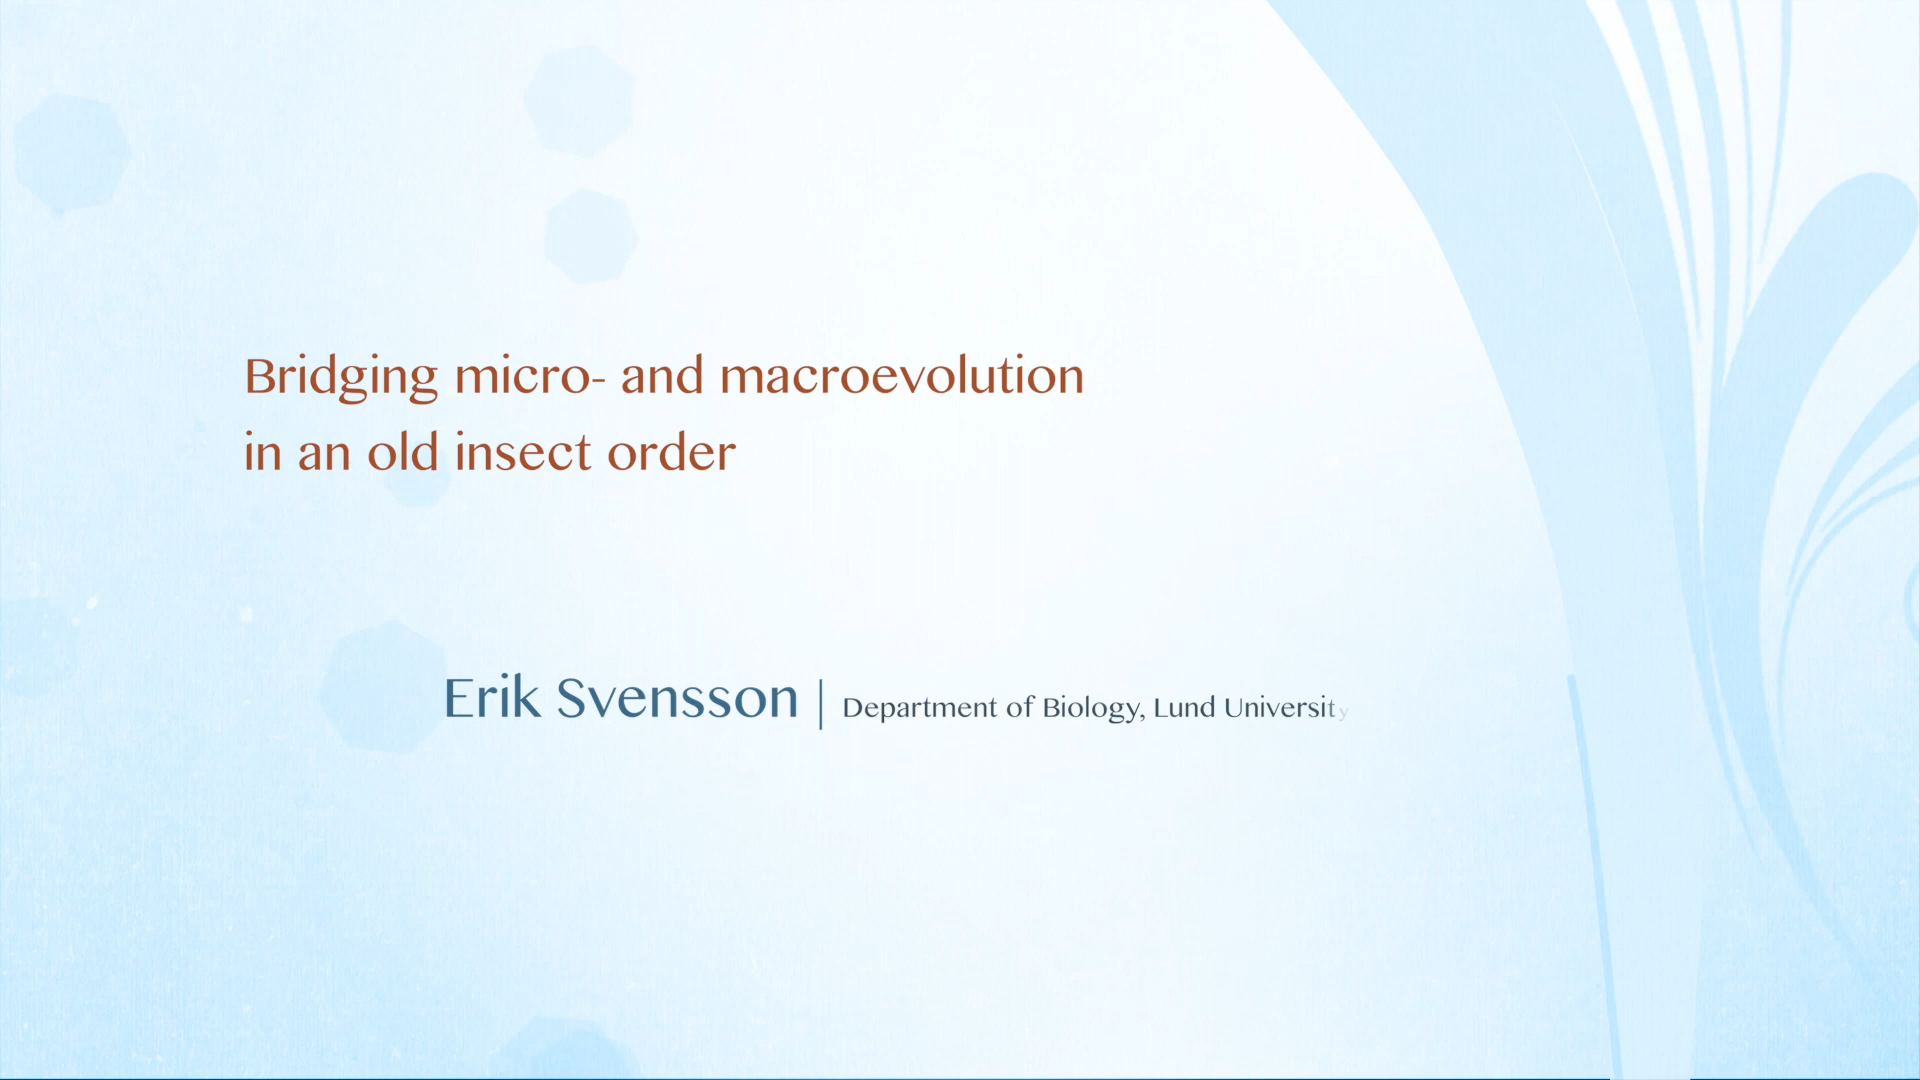 Bridging micro- and macroevolution
in an old insect order
Erik Svensson | Department of Biology, Lund University